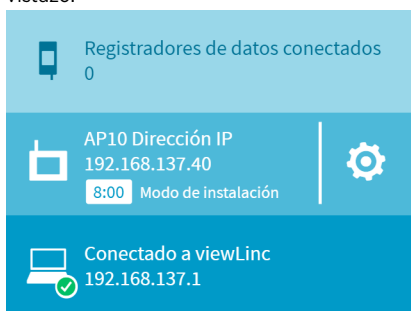 Registradores de datos conectados
0
AP10 Dirección IP
192.168.137.40
8:00 Modo de instalación
Conectado a viewLinc
192.168.137.1